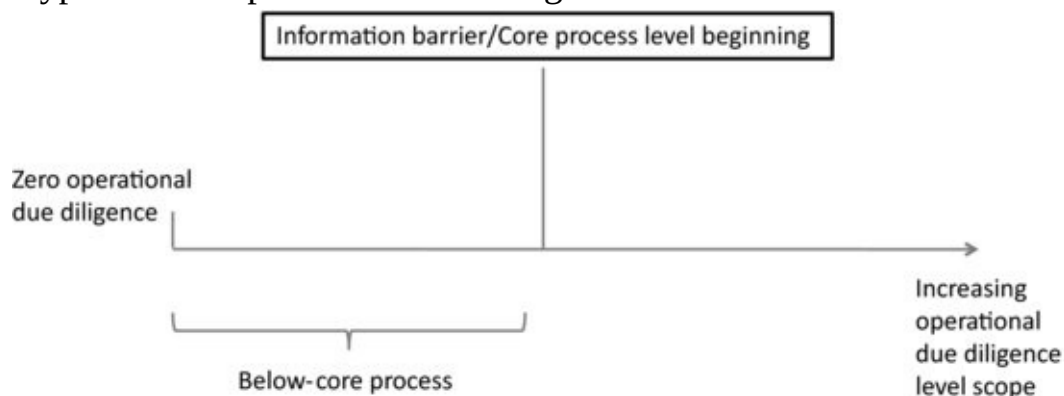 Information barrier/Core process level beginning
Zero operational
due diligence
Increasing
operational
due diligence
level scope
Below-core process